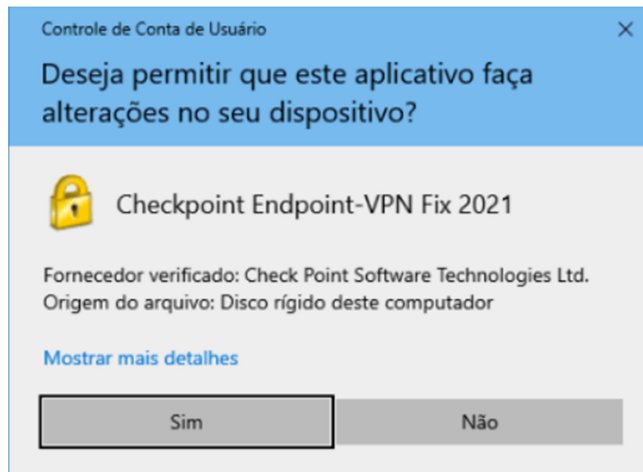 Controle de Conta de Usuário
Deseja permitir que este aplicativo faça
alterações no seu dispositivo?
Checkpoint Endpoint-VPN Fix 2021
Fornecedor verificado: Check Point Software Technologies Ltd.
Origem do arquivo: Disco rígido deste computador
Mostrar mais detalhes
Sim
Não